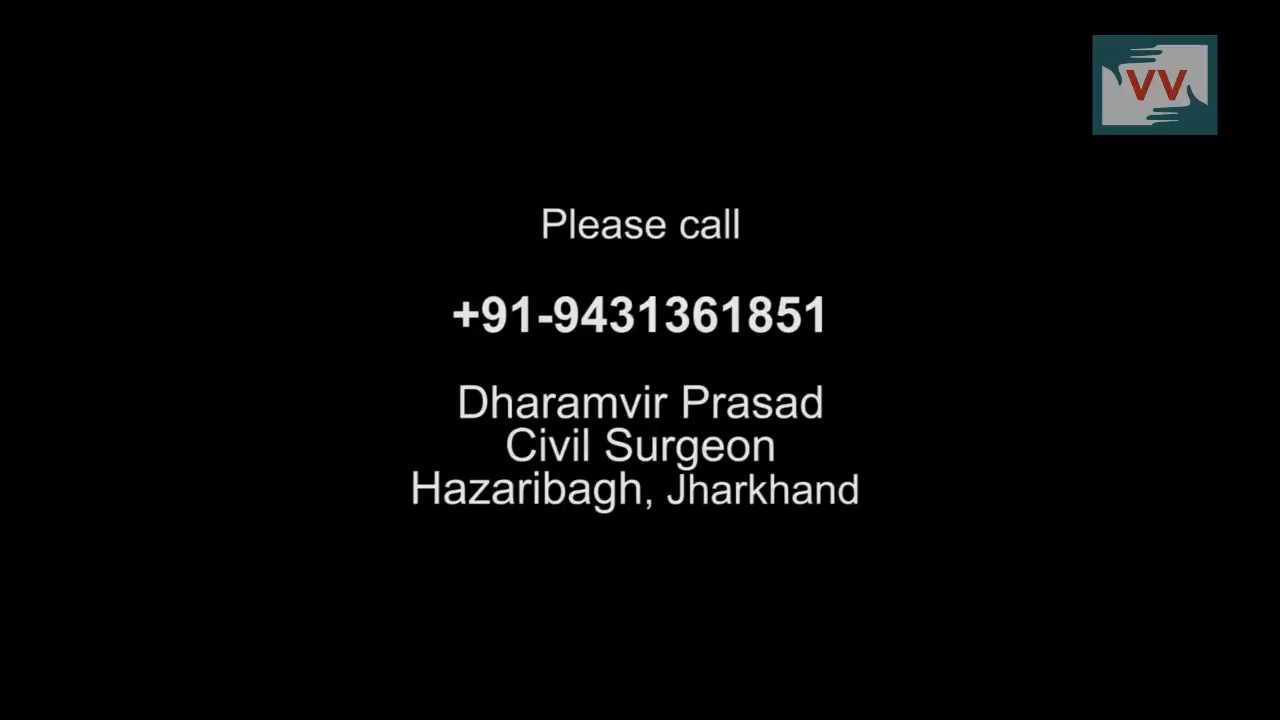 VV
Please call
+91-9431361851
Dharamvir Prasad
Civil Surgeon
Hazaribagh, Jharkhand